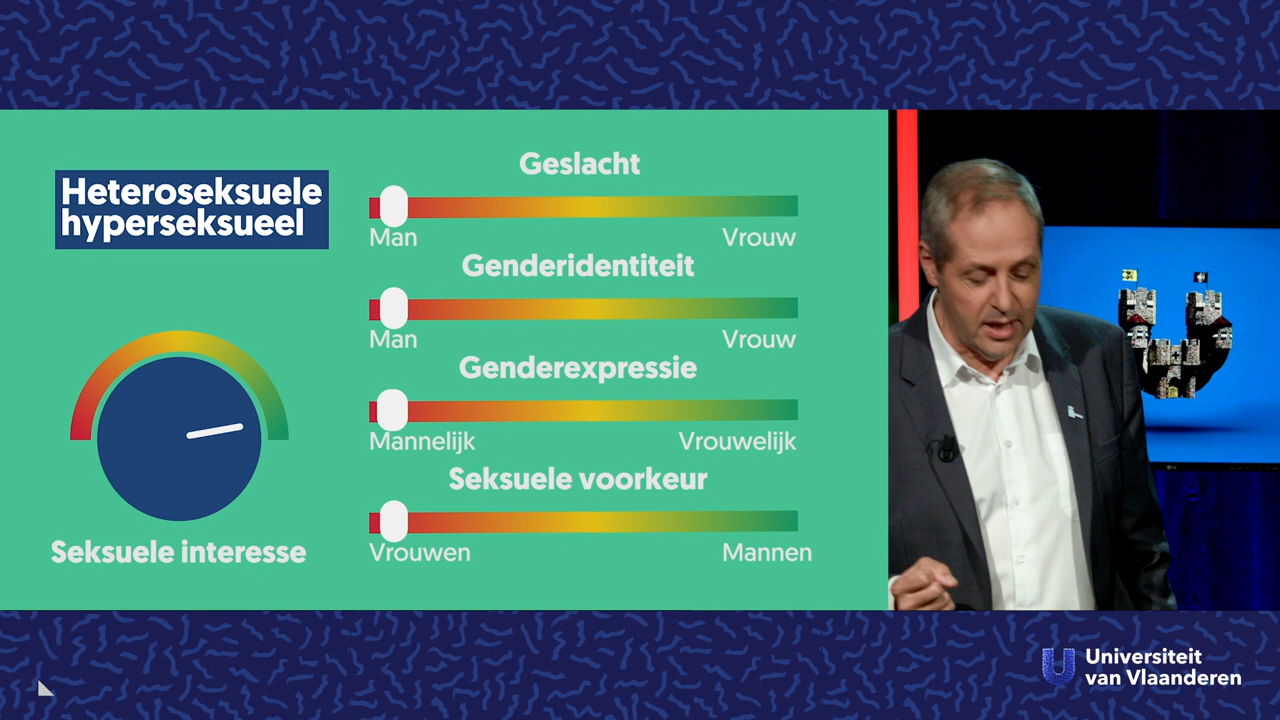 Heteroseksuele
hyperseksueel
Seksuele interesse
Geslacht
Man Vrouw
Genderidentiteit
Man Vrouw
Genderexpressie
Mannelijk Vrouwelijk
Seksuele voorkeur
Vrouwen Mannen
Universiteit
van Vlaanderen